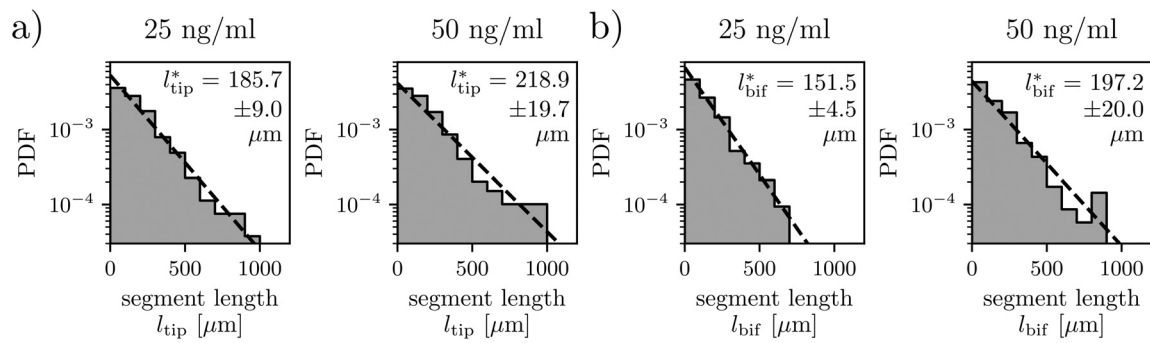 a)
25 ng/ml
PDF
10⁻³
10⁻⁴
l*tip = 185.7
±9.0
μm
0 500 1000
segment length
ltip [μm]
50 ng/ml
PDF
10⁻³
10⁻⁴
l*tip = 218.9
±19.7
μm
0 500 1000
segment length
ltip [μm]
b)
25 ng/ml
PDF
10⁻³
10⁻⁴
l*bif = 151.5
±4.5
μm
0 500 1000
segment length
lbif [μm]
50 ng/ml
PDF
10⁻³
10⁻⁴
l*bif = 197.2
±20.0
μm
0 500 1000
segment length
lbif [μm]